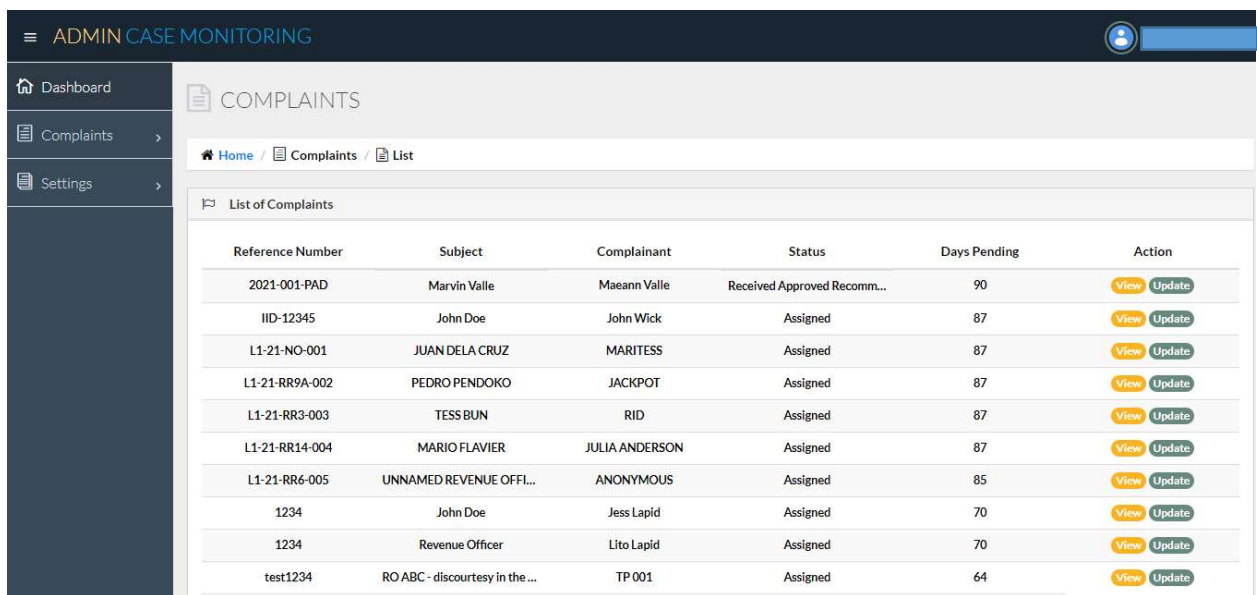 ADMIN CASE MONITORING
Dashboard
COMPLAINTS
Complaints
Home / Complaints / List
Settings
List of Complaints
Reference Number Subject Complainant Status Days Pending Action
2021-001-PAD Marvin Valle Maeann Valle Received Approved Recomm... 90 View Update
IID-12345 John Doe John Wick Assigned 87 View Update
L1-21-NO-001 JUAN DELA CRUZ MARITESS Assigned 87 View Update
L1-21-RR9A-002 PEDRO PENDOKO JACKPOT Assigned 87 View Update
L1-21-RR3-003 TESS BUN RID Assigned 87 View Update
L1-21-RR14-004 MARIO FLAVIER JULIA ANDERSON Assigned 87 View Update
L1-21-RR6-005 UNNAMED REVENUE OFFI... ANONYMOUS Assigned 85 View Update
1234 John Doe Jess Lapid Assigned 70 View Update
1234 Revenue Officer Lito Lapid Assigned 70 View Update
test1234 RO ABC - discourtesy in the ... TP 001 Assigned 64 View Update